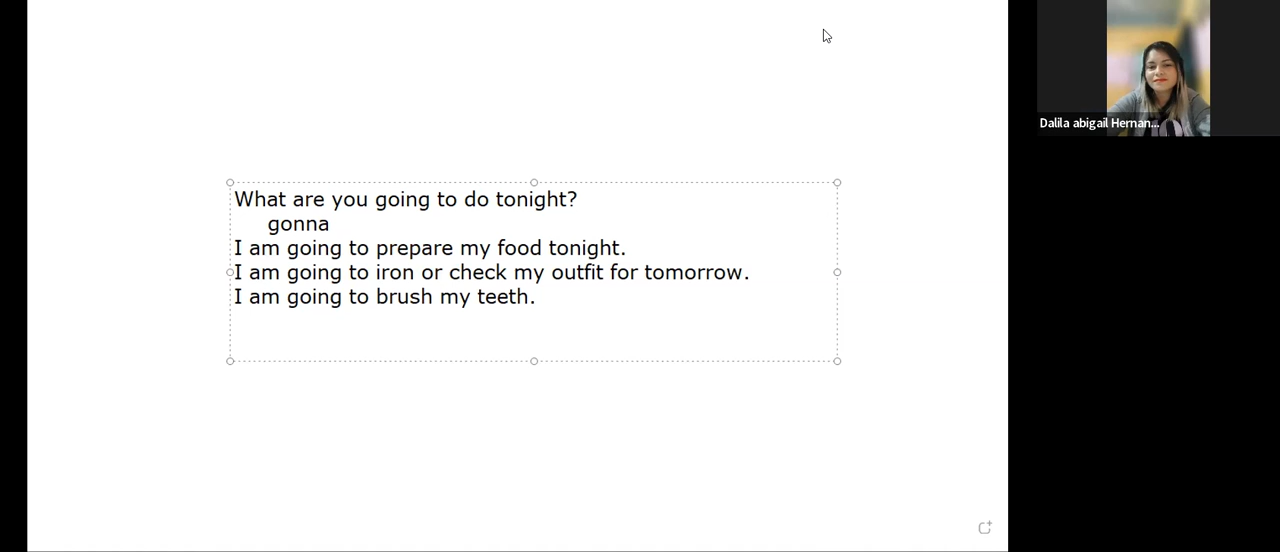 What are you going to do tonight?
gonna
I am going to prepare my food tonight.
I am going to iron or check my outfit for tomorrow.
I am going to brush my teeth.
Dalila abigail Hernan...